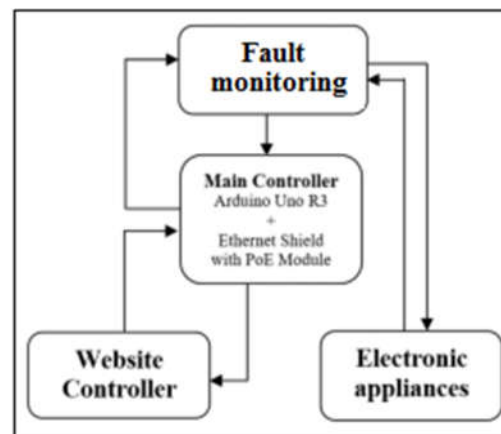 Fault
monitoring
Main Controller
Arduino Uno R3
+
Ethernet Shield
with PoE Module
Website
Controller
Electronic
appliances